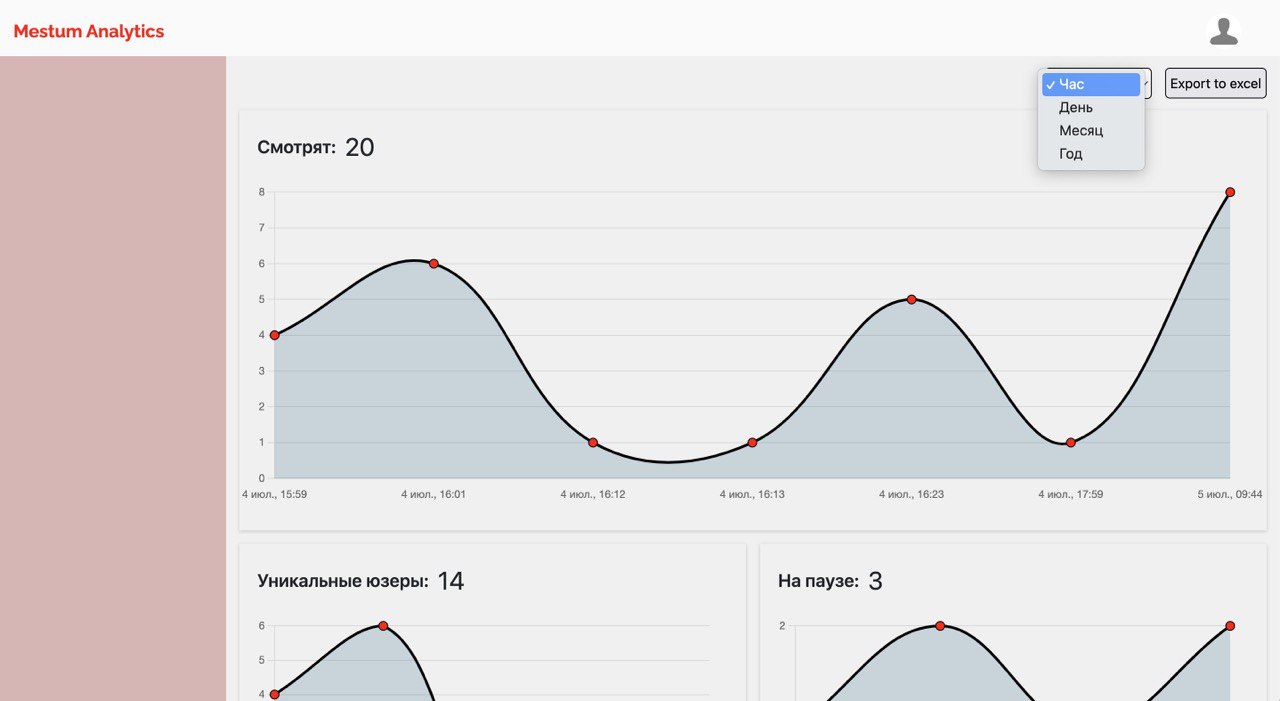 Mestum Analytics
✓ Час
День
Месяц
Год
Export to excel
Смотрят: 20
8
7
6
5
4
3
2
1
0
4 июл., 15:59 4 июл., 16:01 4 июл., 16:12 4 июл., 16:13 4 июл., 16:23 4 июл., 17:59 5 июл., 09:44
Уникальные юзеры: 14
6
5
4
На паузе: 3
2